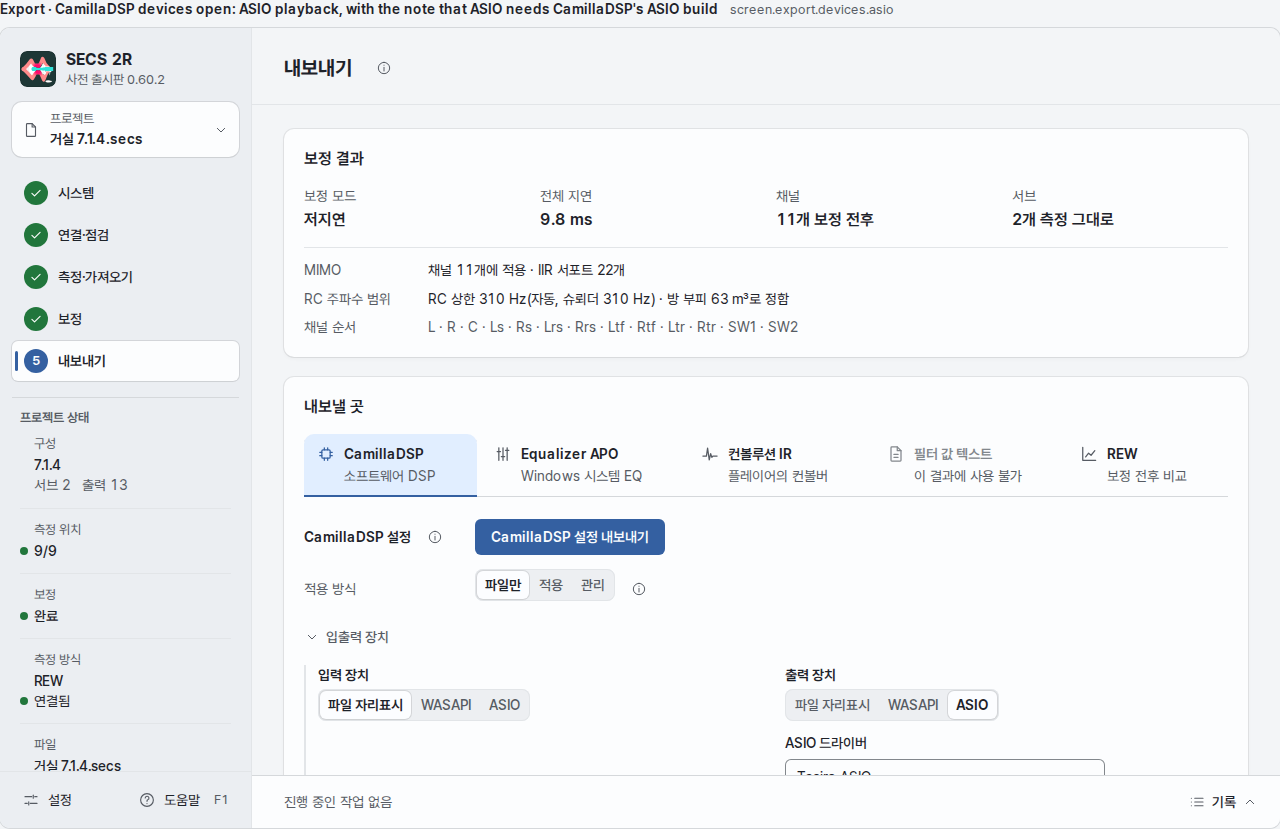 Export · CamillaDSP devices open: ASIO playback, with the note that ASIO needs CamillaDSP's ASIO build screen.export.devices.asio
SECS 2R
사전 출시판 0.60.2
프로젝트
거실 7.1.4.secs
시스템
연결·점검
측정·가져오기
보정
5 내보내기
프로젝트 상태
구성
7.1.4
서브 2 출력 13
측정 위치
9/9
보정
완료
측정 방식
REW
연결됨
파일
거실 7.1.4.secs
설정 도움말 F1
내보내기
보정 결과
보정 모드 전체 지연 채널 서브
저지연 9.8 ms 11개 보정 전후 2개 측정 그대로
MIMO 채널 11개에 적용 · IIR 서포트 22개
RC 주파수 범위 RC 상한 310 Hz(자동, 슈뢰더 310 Hz) · 방 부피 63 m³로 정함
채널 순서 L · R · C · Ls · Rs · Lrs · Rrs · Ltf · Rtf · Ltr · Rtr · SW1 · SW2
내보낼 곳
CamillaDSP Equalizer APO 컨볼루션 IR 필터 값 텍스트 REW
소프트웨어 DSP Windows 시스템 EQ 플레이어의 컨볼버 이 결과에 사용 불가 보정 전후 비교
CamillaDSP 설정 CamillaDSP 설정 내보내기
적용 방식 파일만 적용 관리
입출력 장치
입력 장치 출력 장치
파일 자리표시 WASAPI ASIO 파일 자리표시 WASAPI ASIO
ASIO 드라이버
진행 중인 작업 없음 기록